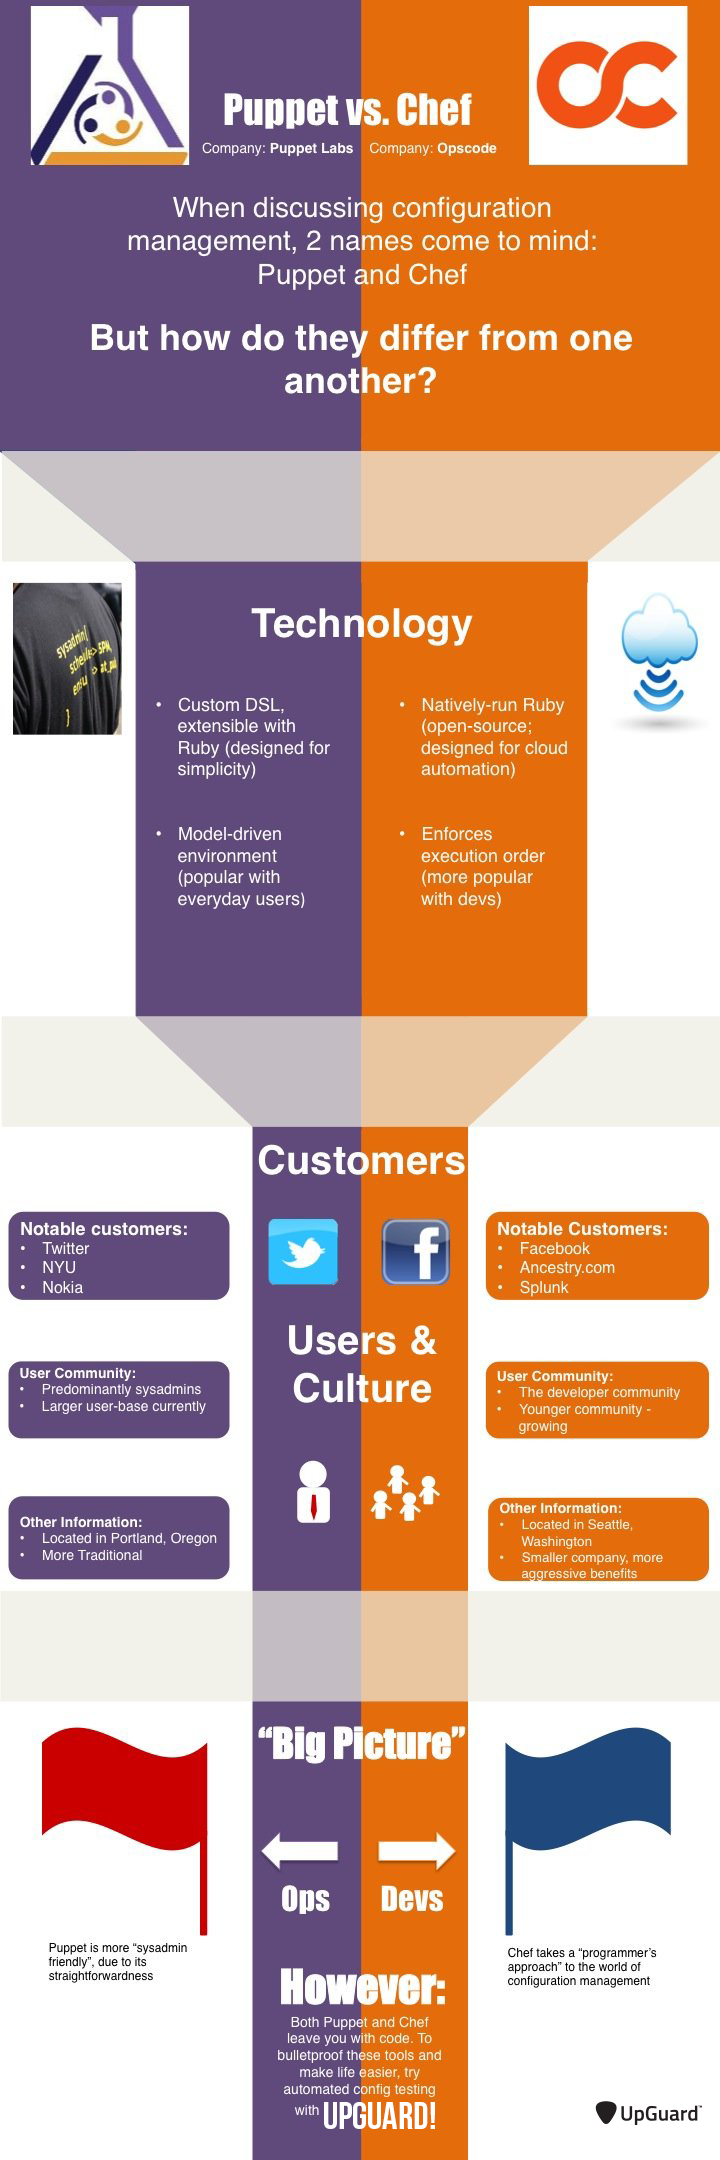 Puppet vs. Chef
Company: Puppet Labs
Company: Opscode
When discussing configuration
management, 2 names come to mind:
Puppet and Chef
But how do they differ from one
another?
Technology
sysadmin{
• Custom DSL,
extensible with
Ruby (designed for
simplicity)
• Model-driven
environment
(popular with
everyday users)
• Natively-run Ruby
(open-source;
designed for cloud
automation)
• Enforces
execution order
(more popular
with devs)
Customers
Notable customers:
• Twitter
• NYU
• Nokia
Notable Customers:
• Facebook
• Ancestry.com
• Splunk
Users &
Culture
User Community:
• Predominantly sysadmins
• Larger user-base currently
User Community:
• The developer community
• Younger community -
growing
Other Information:
• Located in Portland, Oregon
• More Traditional
Other Information:
• Located in Seattle,
Washington
• Smaller company, more
aggressive benefits
“Big Picture”
Ops
Devs
Puppet is more “sysadmin
friendly”, due to its
straightforwardness
Chef takes a “programmer’s
approach” to the world of
configuration management
However:
Both Puppet and Chef
leave you with code. To
bulletproof these tools and
make life easier, try
automated config testing
with UPGUARD!
UpGuard™